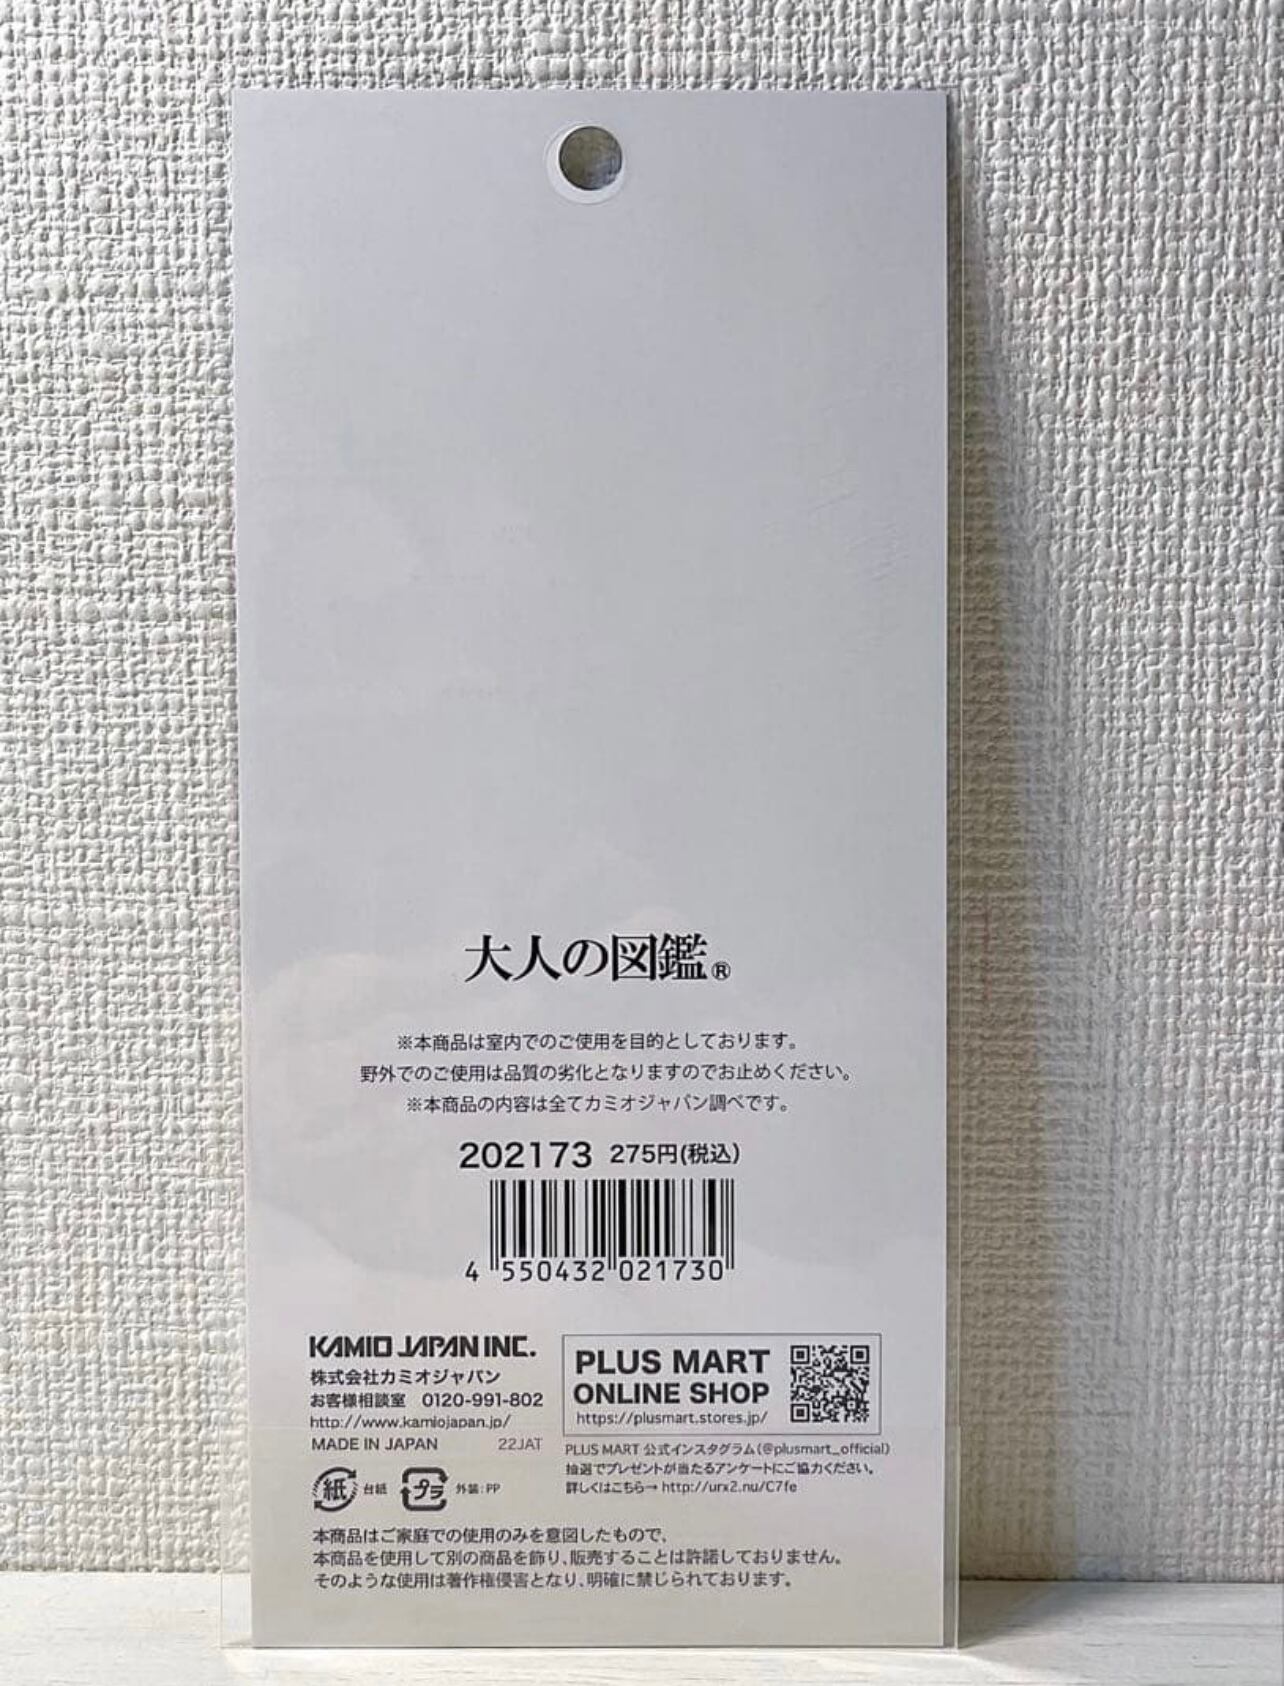 大人の図鑑®
※本商品は室内でのご使用を目的としております。
野外でのご使用は品質の劣化となりますのでお止めください。
※本商品の内容は全てカミオジャパン調べです。
202173 275円(税込)
4 550432 021730
KAMIO JAPAN INC.
株式会社カミオジャパン
お客様相談室 0120-991-802
http://www.kamiojapan.jp/
MADE IN JAPAN 22JAT
紙 台紙 プラ 外装:PP
PLUS MART
ONLINE SHOP
https://plusmart.stores.jp/
PLUS MART 公式インスタグラム(@plusmart_official)
抽選でプレゼントが当たるアンケートにご協力ください。
詳しくはこちら→ http://urx2.nu/C7fe
本商品はご家庭での使用のみを意図したもので、
本商品を使用して別の商品を飾り、販売することは許諾しておりません。
そのような使用は著作権侵害となり、明確に禁じられております。